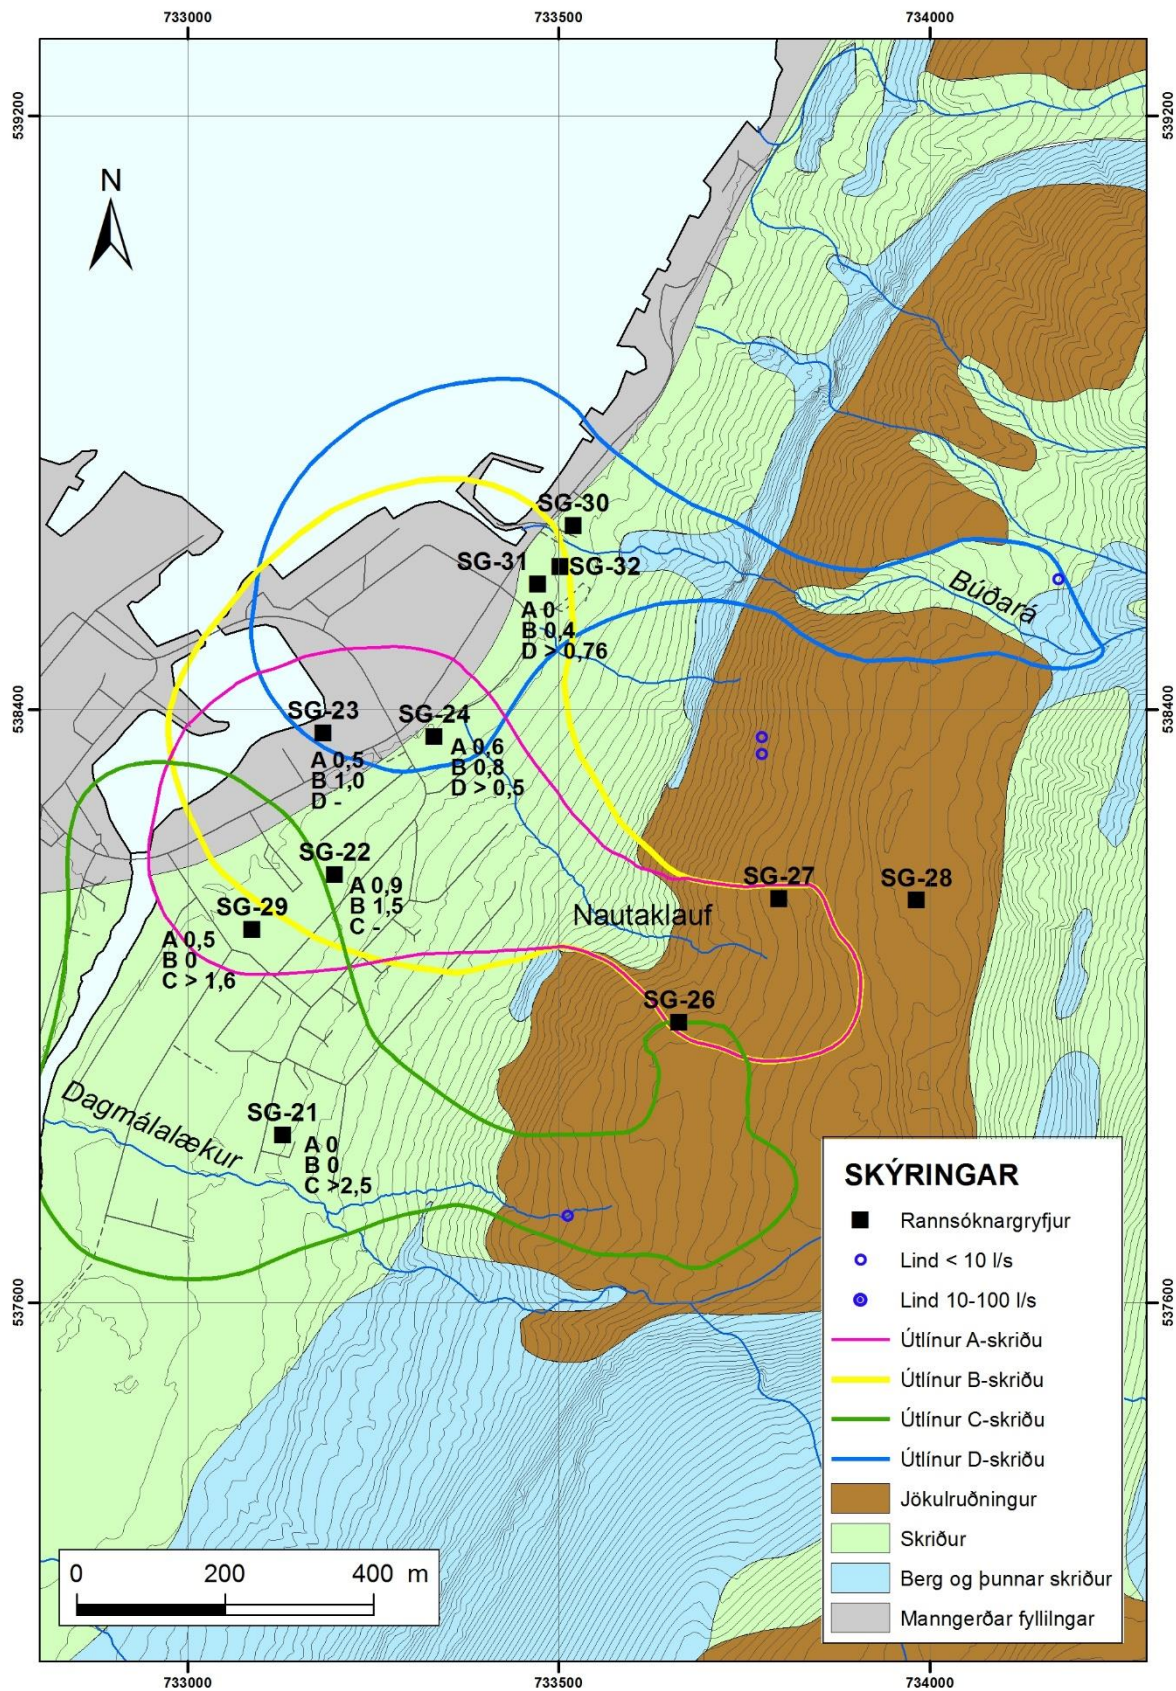 733000
733500
734000
539200
539200
N
SG-30
SG-31
SG-32
A 0
B 0,4
D > 0,76
Búðará
538400
538400
SG-23
A 0,5
B 1,0
D -
SG-24
A 0,6
B 0,8
D > 0,5
SG-22
A 0,9
B 1,5
C -
SG-27
SG-28
Nautaklauf
SG-29
A 0,5
B 0
C > 1,6
SG-26
Dagmálalækur
SG-21
A 0
B 0
C >2,5
537600
537600
SKÝRINGAR
Rannsóknargryfjur
Lind < 10 l/s
Lind 10-100 l/s
Útlínur A-skriðu
Útlínur B-skriðu
Útlínur C-skriðu
Útlínur D-skriðu
Jökulruðningur
Skriður
Berg og þunnar skriður
Manngerðar fyllilngar
0 200 400 m
733000
733500
734000